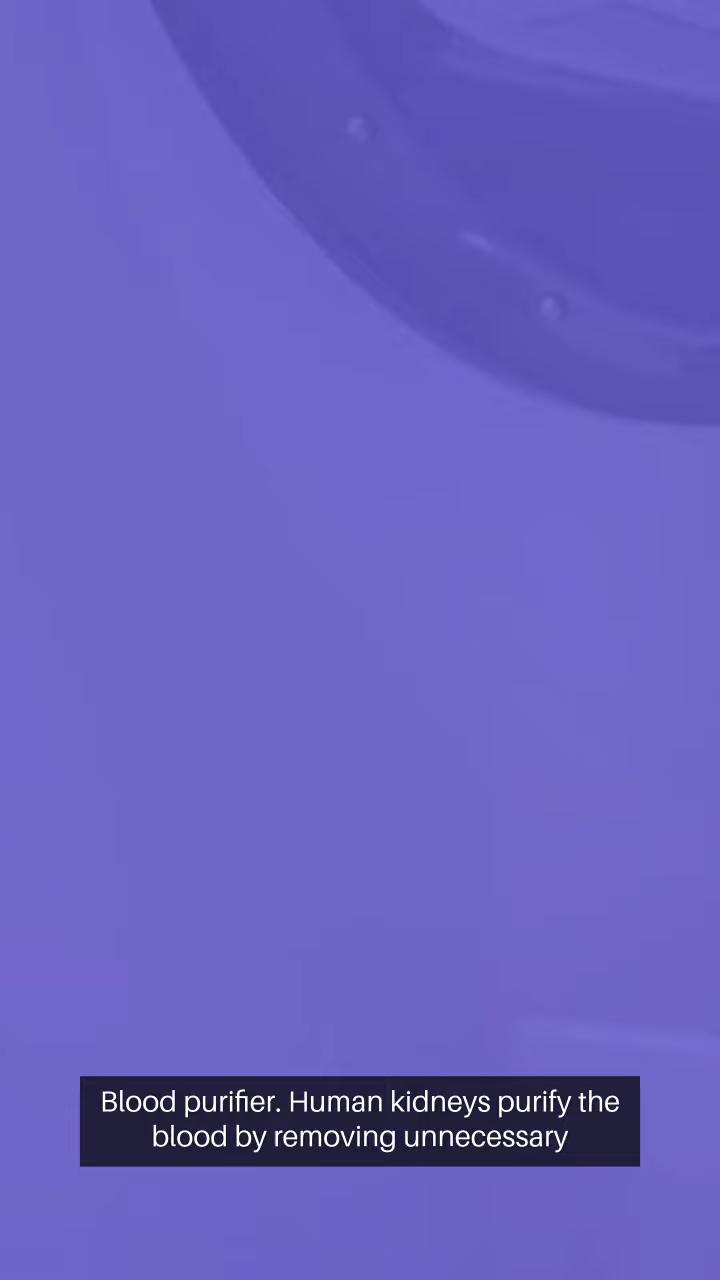 Blood purifier. Human kidneys purify the
blood by removing unnecessary